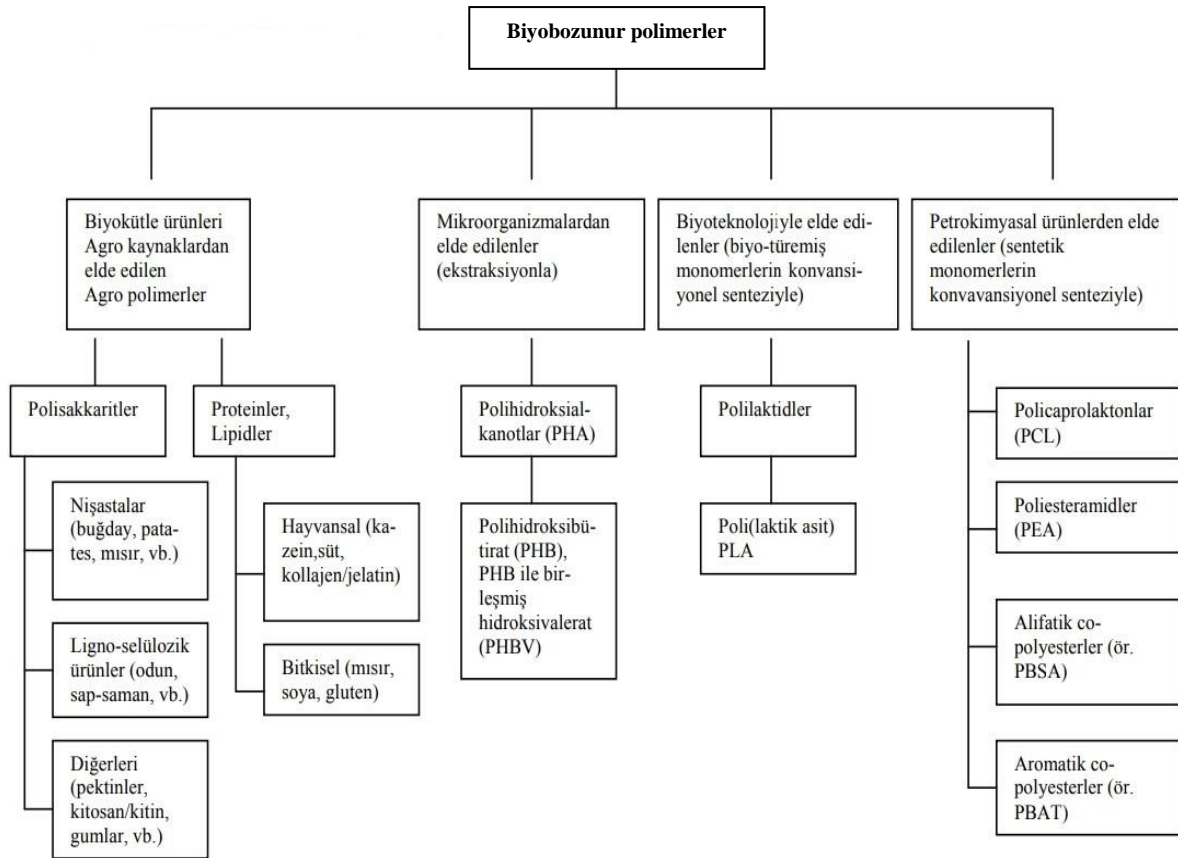 Biyobozunur polimerler
Biyokütle ürünleri
Agro kaynaklardan
elde edilen
Agro polimerler
Mikroorganizmalardan
elde edilenler
(ekstraksiyonla)
Biyoteknolojiyle elde edi-
lenler (biyo-türemiş
monomerlerin konvansi-
yonel senteziyle)
Petrokimyasal ürünlerden elde
edilenler (sentetik
monomerlerin
konvavansiyonel senteziyle)
Polisakkaritler
Proteinler,
Lipidler
Polihidroksial-
kanotlar (PHA)
Polilaktidler
Policaprolaktonlar
(PCL)
Nişastalar
(buğday, pata-
tes, mısır, vb.)
Hayvansal (ka-
zein,süt,
kollajen/jelatin)
Polihidroksibü-
tirat (PHB),
PHB ile bir-
leşmiş
hidroksivalerat
(PHBV)
Poli(laktik asit)
PLA
Poliesteramidler
(PEA)
Ligno-selülozik
ürünler (odun,
sap-saman, vb.)
Bitkisel (mısır,
soya, gluten)
Alifatik co-
polyesterler (ör.
PBSA)
Diğerleri
(pektinler,
kitosan/kitin,
gumlar, vb.)
Aromatik co-
polyesterler (ör.
PBAT)